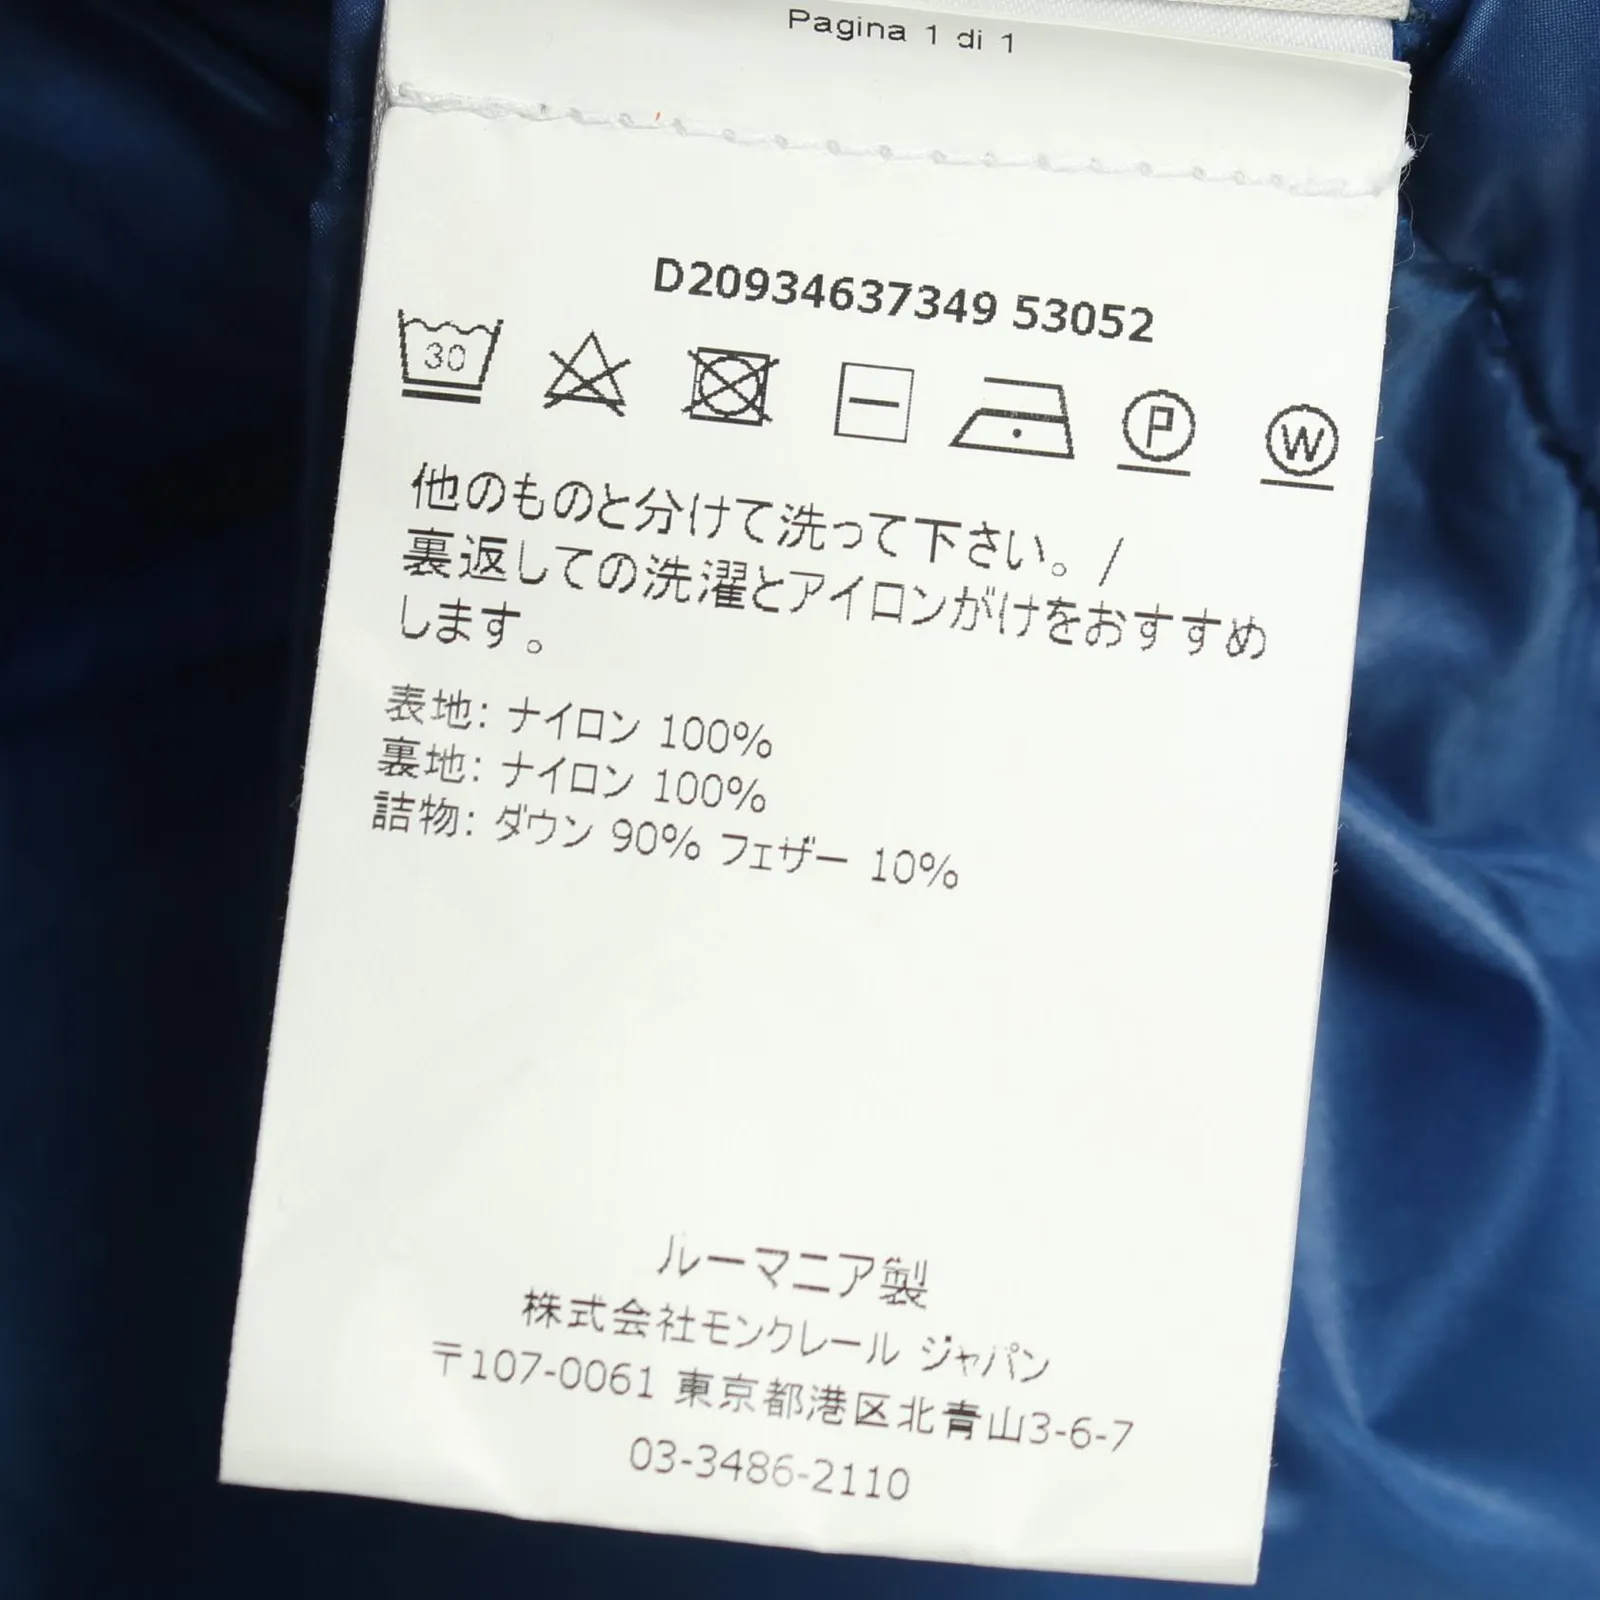 Pagina 1 di 1
D20934637349 53052
30
P
W
他のものと分けて洗って下さい。/
裏返しての洗濯とアイロンがけをおすすめ
します。
表地: ナイロン 100%
裏地: ナイロン 100%
詰物: ダウン 90% フェザー 10%
ルーマニア製
株式会社モンクレール ジャパン
〒107-0061 東京都港区北青山3-6-7
03-3486-2110